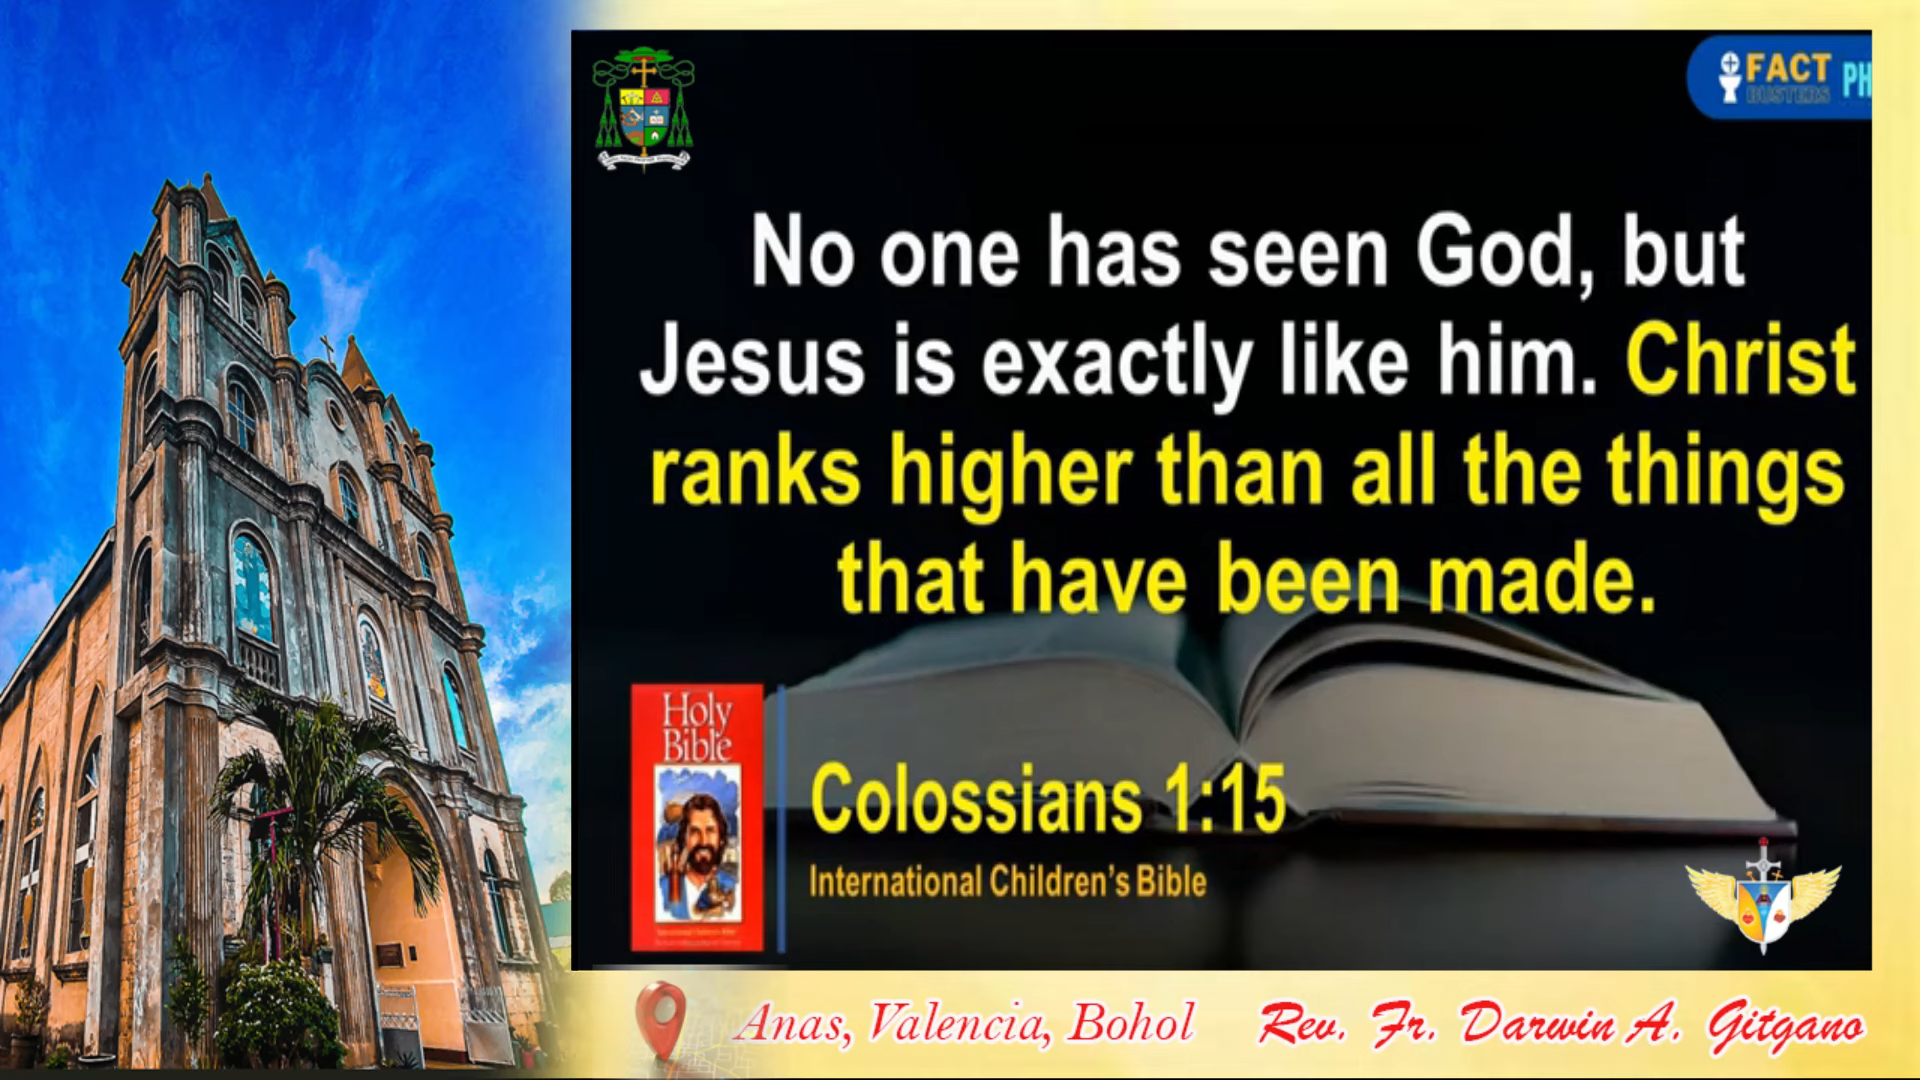 FACT
BUSTERS
PH
No one has seen God, but
Jesus is exactly like him. Christ
ranks higher than all the things
that have been made.
Holy
Bible
Colossians 1:15
International Children's Bible
Anas, Valencia, Bohol
Rev. Fr. Darwin A. Gitgano